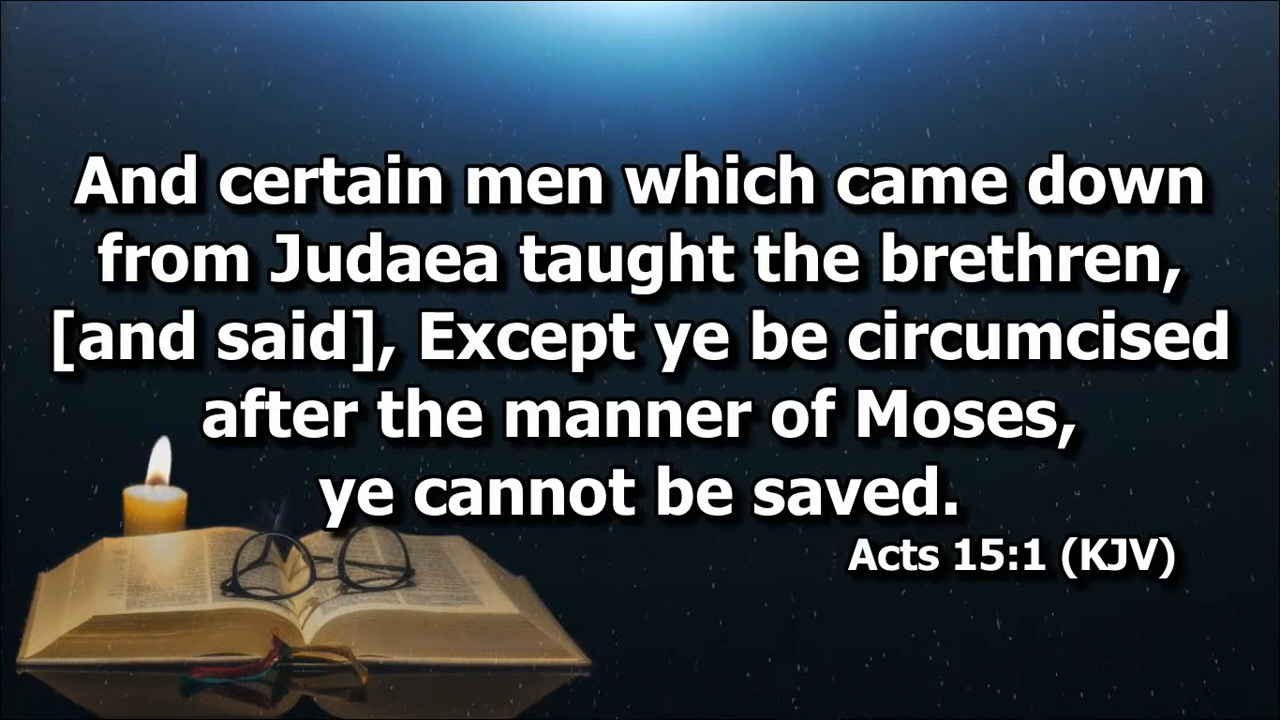 And certain men which came down
from Judaea taught the brethren,
[and said], Except ye be circumcised
after the manner of Moses,
ye cannot be saved.
Acts 15:1 (KJV)